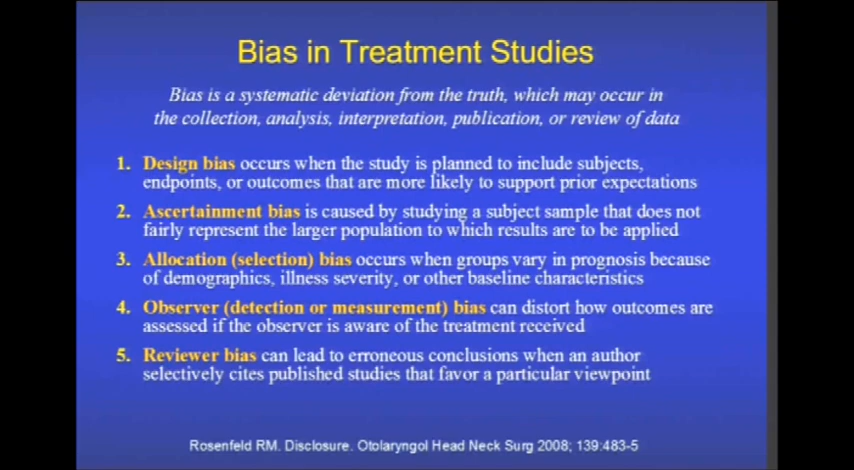 Bias in Treatment Studies
Bias is a systematic deviation from the truth, which may occur in
the collection, analysis, interpretation, publication, or review of data
1. Design bias occurs when the study is planned to include subjects,
endpoints, or outcomes that are more likely to support prior expectations
2. Ascertainment bias is caused by studying a subject sample that does not
fairly represent the larger population to which results are to be applied
3. Allocation (selection) bias occurs when groups vary in prognosis because
of demographics, illness severity, or other baseline characteristics
4. Observer (detection or measurement) bias can distort how outcomes are
assessed if the observer is aware of the treatment received
5. Reviewer bias can lead to erroneous conclusions when an author
selectively cites published studies that favor a particular viewpoint
Rosenfeld RM. Disclosure. Otolaryngol Head Neck Surg 2008; 139:483-5